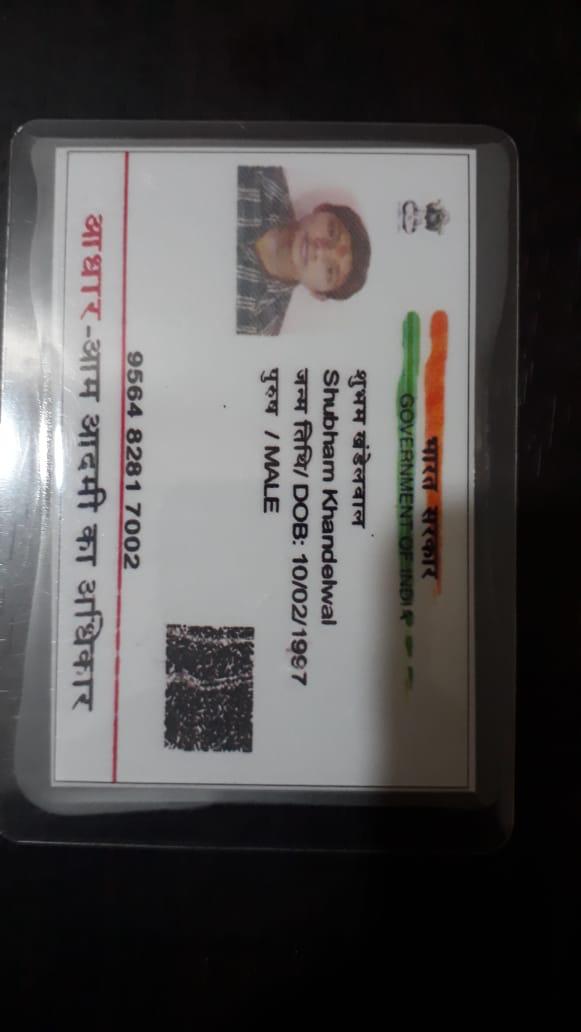 भारत सरकार
GOVERNMENT OF INDI
शुभम खंडेलवाल
Shubham Khandelwal
जन्म तिथि/ DOB: 10/02/1997
पुरुष / MALE
9564 8281 7002
आधार-आम आदमी का अधिकार